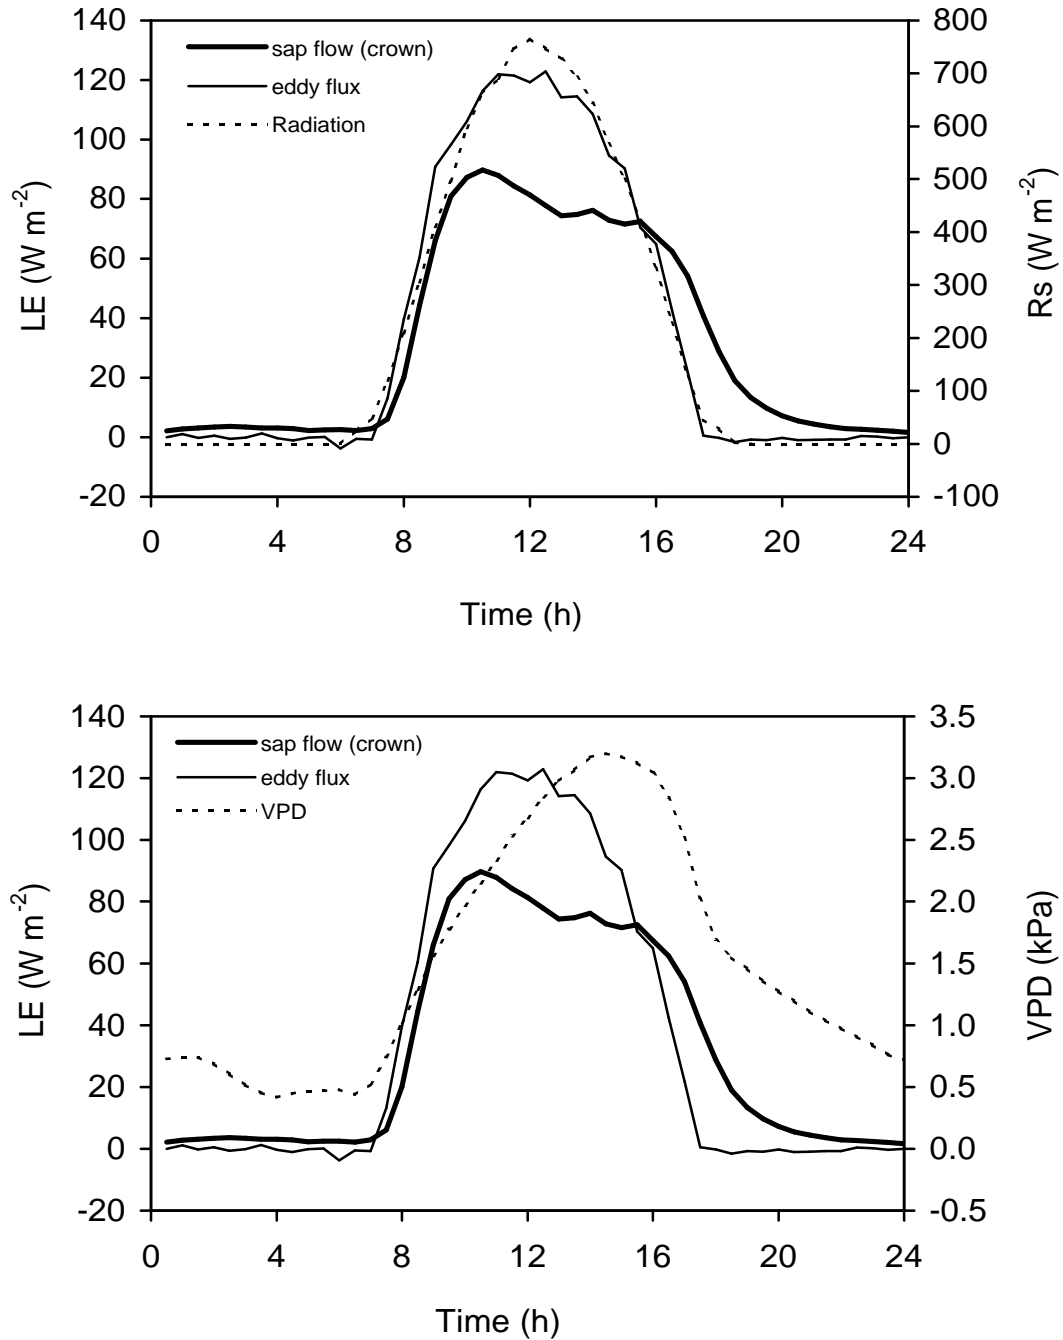 140
120
100
80
60
40
20
0
-20
LE (W m-2)
sap flow (crown)
eddy flux
Radiation
800
700
600
500
400
300
200
100
0
-100
Rs (W m-2)
0 4 8 12 16 20 24
Time (h)
140
120
100
80
60
40
20
0
-20
LE (W m-2)
sap flow (crown)
eddy flux
VPD
3.5
3.0
2.5
2.0
1.5
1.0
0.5
0.0
-0.5
VPD (kPa)
0 4 8 12 16 20 24
Time (h)